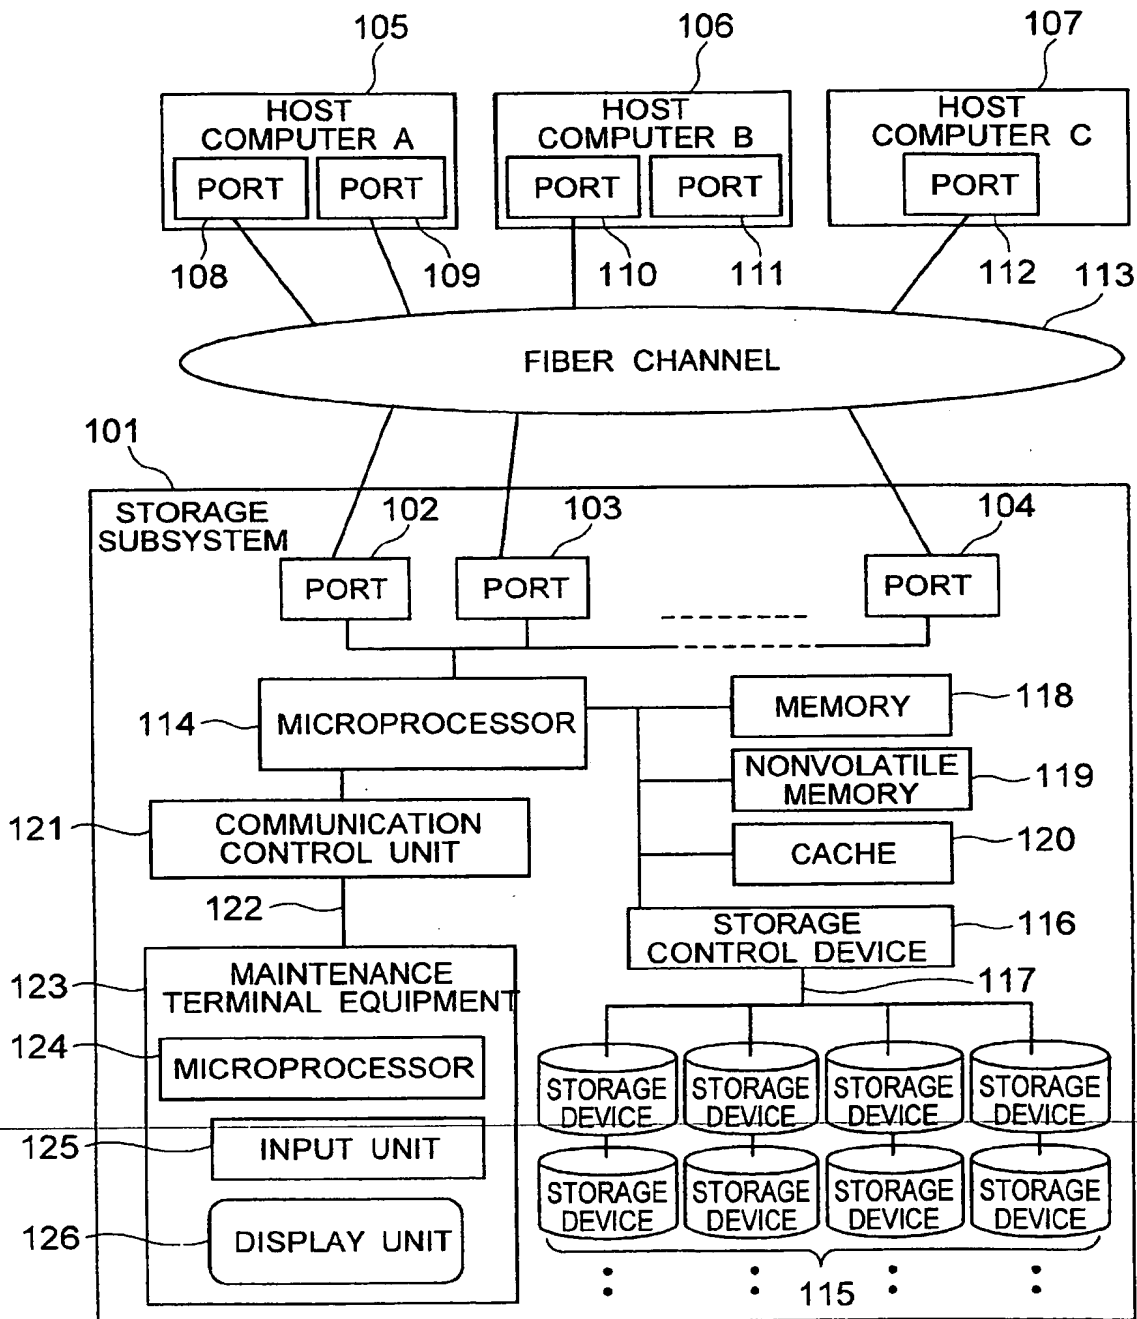 105
106
107
HOST
COMPUTER A
HOST
COMPUTER B
HOST
COMPUTER C
PORT
PORT
PORT
PORT
PORT
108
109
110
111
112
113
FIBER CHANNEL
101
STORAGE
SUBSYSTEM
102
103
104
PORT
PORT
PORT
114
MICROPROCESSOR
MEMORY
118
NONVOLATILE
MEMORY
119
121
COMMUNICATION
CONTROL UNIT
CACHE
120
122
STORAGE
CONTROL DEVICE
116
123
MAINTENANCE
TERMINAL EQUIPMENT
117
124
MICROPROCESSOR
STORAGE
DEVICE
STORAGE
DEVICE
STORAGE
DEVICE
STORAGE
DEVICE
125
INPUT UNIT
STORAGE
DEVICE
STORAGE
DEVICE
STORAGE
DEVICE
STORAGE
DEVICE
126
DISPLAY UNIT
115